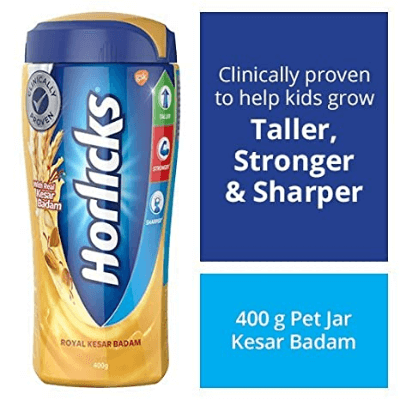 CLINICALLY
PROVEN
gsk
TALLER
STRONGER
SHARPER
Horlicks
with Real
Kesar
Badam
ROYAL KESAR BADAM
400g
Clinically proven
to help kids grow
Taller,
Stronger
& Sharper
400 g Pet Jar
Kesar Badam